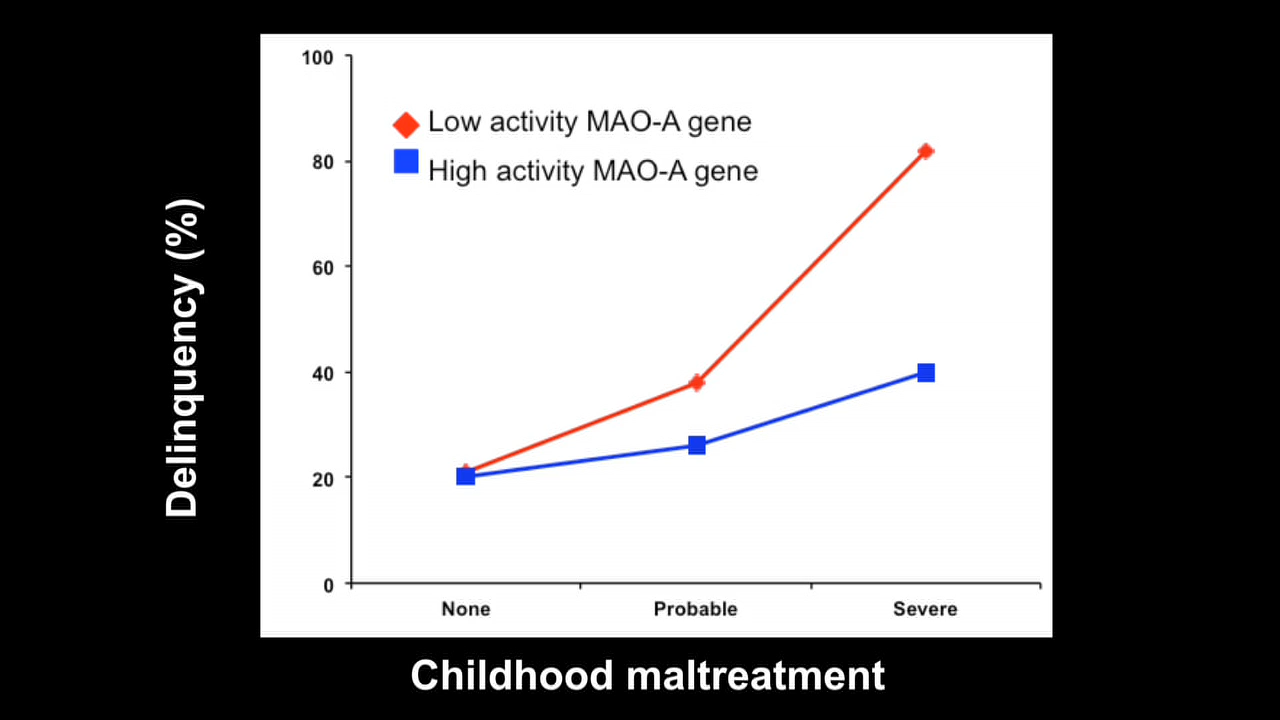 100
Low activity MAO-A gene
80
High activity MAO-A gene
Delinquency (%)
60
40
20
0
None Probable Severe
Childhood maltreatment